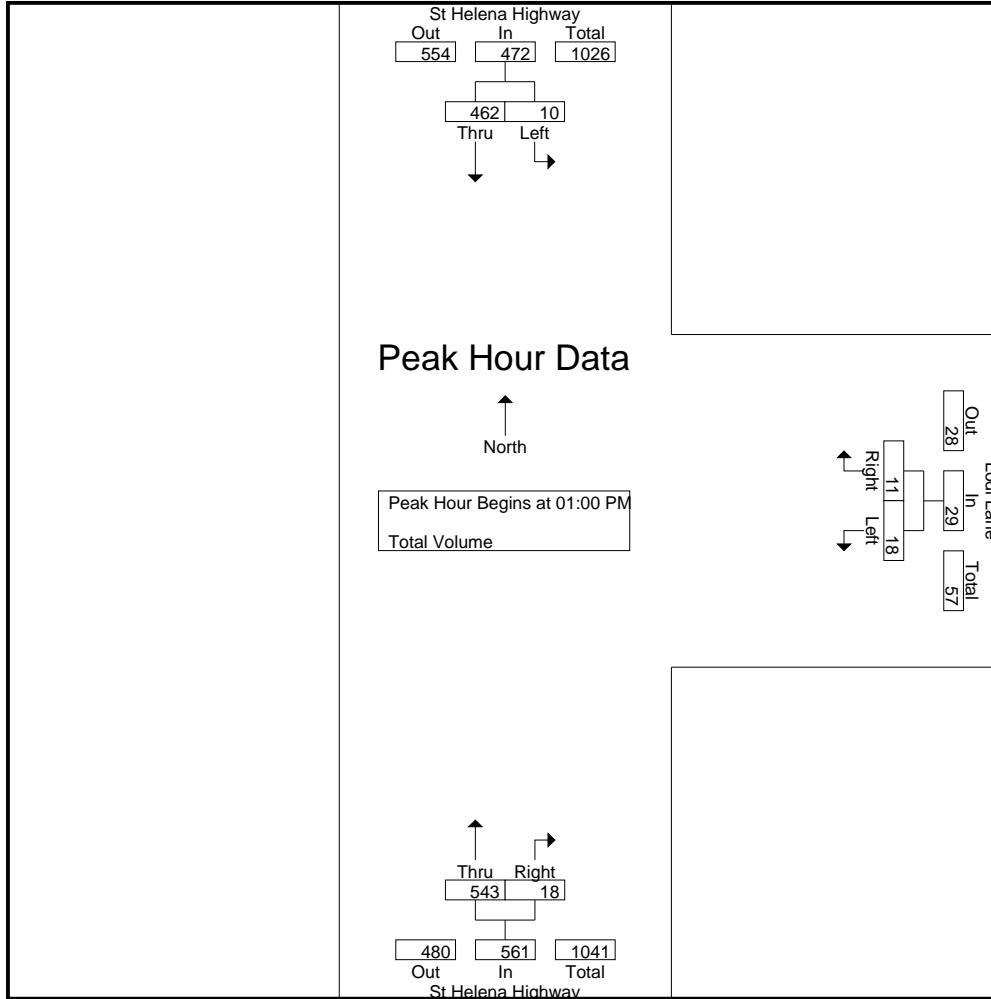 St Helena Highway
Out In Total
554 472 1026
462 10
Thru Left
Peak Hour Data
North
Peak Hour Begins at 01:00 PM
Total Volume
Out In Total
28 29 57
11 18
Right Left
Thru Right
543 18
480 561 1041
Out In Total
St Helena Highway